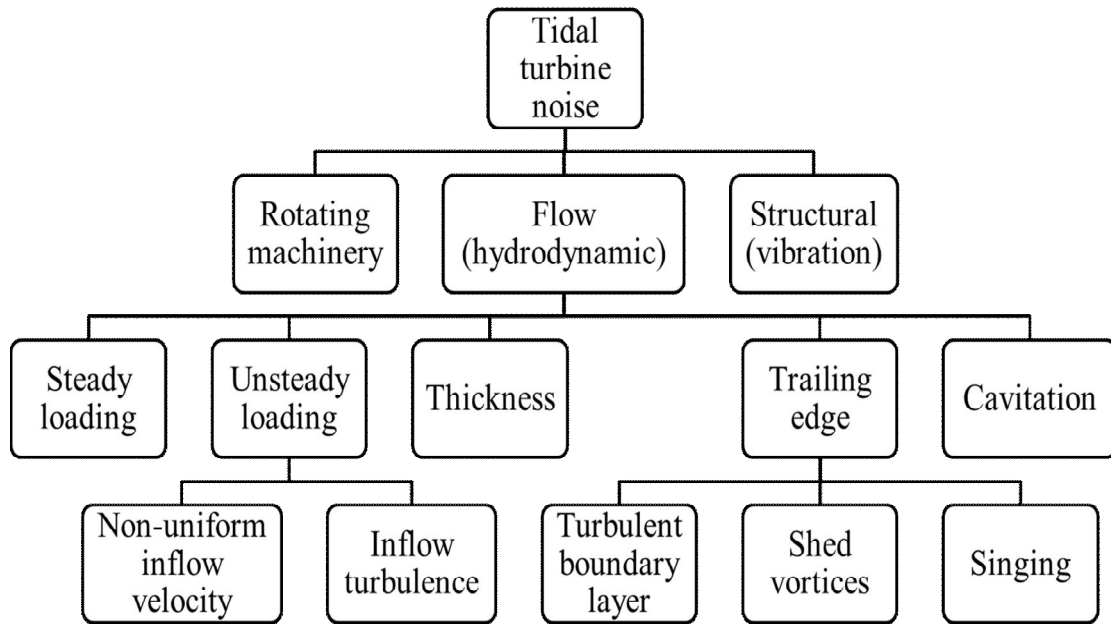 Tidal
turbine
noise
Rotating
machinery
Flow
(hydrodynamic)
Structural
(vibration)
Steady
loading
Unsteady
loading
Thickness
Trailing
edge
Cavitation
Non-uniform
inflow
velocity
Inflow
turbulence
Turbulent
boundary
layer
Shed
vortices
Singing